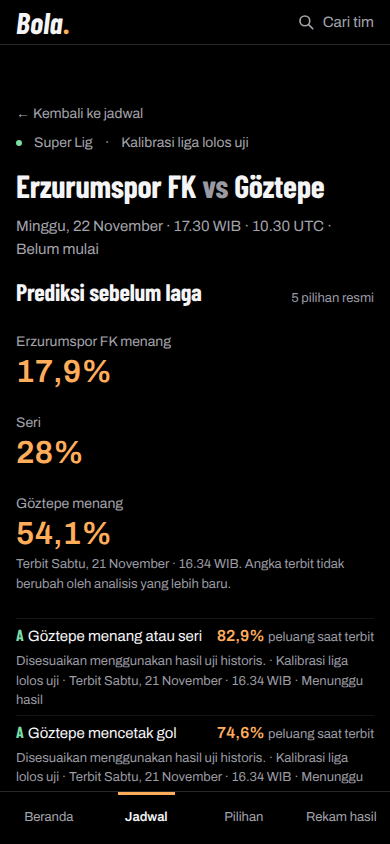 Bola.
Cari tim
← Kembali ke jadwal
Super Lig · Kalibrasi liga lolos uji
Erzurumspor FK vs Göztepe
Minggu, 22 November · 17.30 WIB · 10.30 UTC ·
Belum mulai
Prediksi sebelum laga
5 pilihan resmi
Erzurumspor FK menang
17,9%
Seri
28%
Göztepe menang
54,1%
Terbit Sabtu, 21 November · 16.34 WIB. Angka terbit tidak
berubah oleh analisis yang lebih baru.
A Göztepe menang atau seri 82,9% peluang saat terbit
Disesuaikan menggunakan hasil uji historis. · Kalibrasi liga
lolos uji · Terbit Sabtu, 21 November · 16.34 WIB · Menunggu
hasil
A Göztepe mencetak gol 74,6% peluang saat terbit
Disesuaikan menggunakan hasil uji historis. · Kalibrasi liga
lolos uji · Terbit Sabtu, 21 November · 16.34 WIB · Menunggu
Beranda Jadwal Pilihan Rekam hasil